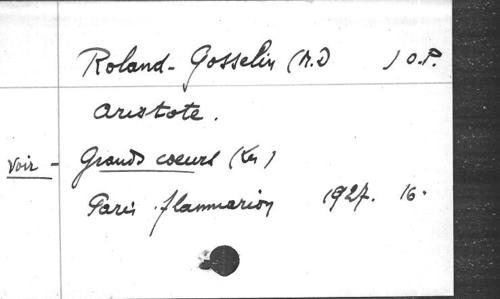 Roland-Gosselin (M.D ) O.P.
Aristote.
voir - Grands coeurs (Les)
Paris. flammarion 1927. 16°